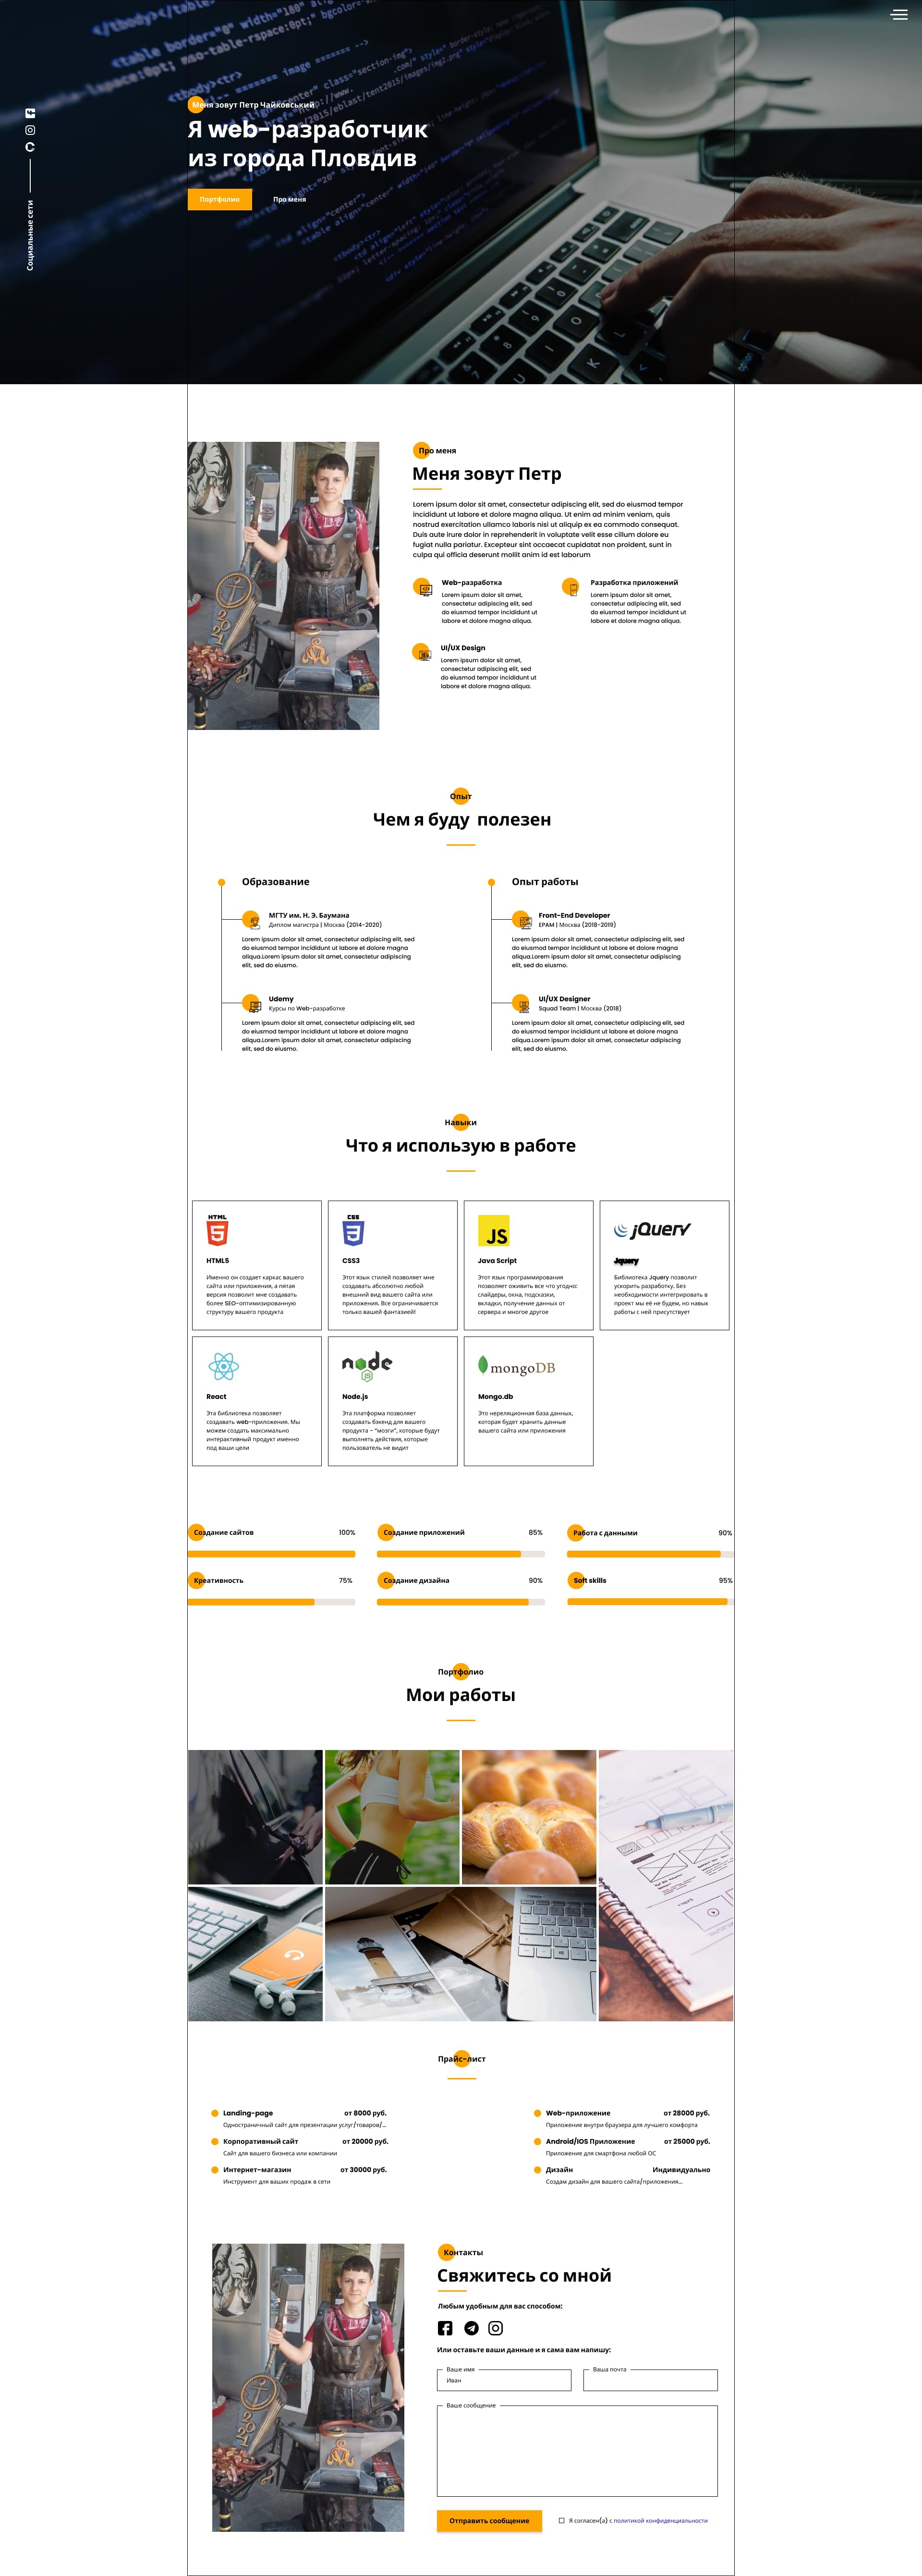 Меня зовут Петр Чайковський
Я web-разработчик
из города Пловдив
Портфолио
Про меня
Социальные сети
Про меня
Меня зовут Петр
Lorem ipsum dolor sit amet, consectetur adipiscing elit, sed do eiusmod tempor
incididunt ut labore et dolore magna aliqua. Ut enim ad minim veniam, quis
nostrud exercitation ullamco laboris nisi ut aliquip ex ea commodo consequat.
Duis aute irure dolor in reprehenderit in voluptate velit esse cillum dolore eu
fugiat nulla pariatur. Excepteur sint occaecat cupidatat non proident, sunt in
culpa qui officia deserunt mollit anim id est laborum
Web-разработка
Lorem ipsum dolor sit amet,
consectetur adipiscing elit, sed
do eiusmod tempor incididunt ut
labore et dolore magna aliqua.
Разработка приложений
Lorem ipsum dolor sit amet,
consectetur adipiscing elit, sed
do eiusmod tempor incididunt ut
labore et dolore magna aliqua.
UI/UX Design
Lorem ipsum dolor sit amet,
consectetur adipiscing elit, sed
do eiusmod tempor incididunt ut
labore et dolore magna aliqua.
Опыт
Чем я буду полезен
Образование
МГТУ им. Н. Э. Баумана
Диплом магистра | Москва (2014-2020)
Lorem ipsum dolor sit amet, consectetur adipiscing elit, sed
do eiusmod tempor incididunt ut labore et dolore magna
aliqua.Lorem ipsum dolor sit amet, consectetur adipiscing
elit, sed do eiusmo.
Udemy
Курсы по Web-разработке
Lorem ipsum dolor sit amet, consectetur adipiscing elit, sed
do eiusmod tempor incididunt ut labore et dolore magna
aliqua.Lorem ipsum dolor sit amet, consectetur adipiscing
elit, sed do eiusmo.
Опыт работы
Front-End Developer
EPAM | Москва (2018-2019)
Lorem ipsum dolor sit amet, consectetur adipiscing elit, sed
do eiusmod tempor incididunt ut labore et dolore magna
aliqua.Lorem ipsum dolor sit amet, consectetur adipiscing
elit, sed do eiusmo.
UI/UX Designer
Squad Team | Москва (2018)
Lorem ipsum dolor sit amet, consectetur adipiscing elit, sed
do eiusmod tempor incididunt ut labore et dolore magna
aliqua.Lorem ipsum dolor sit amet, consectetur adipiscing
elit, sed do eiusmo.
Навыки
Что я использую в работе
HTML
5
HTML5
Именно он создает каркас вашего
сайта или приложения, а пятая
версия позволит мне создавать
более SEO-оптимизированную
структуру вашего продукта
CSS
3
CSS3
Этот язык стилей позволяет мне
создавать абсолютно любой
внешний вид вашего сайта или
приложения. Все ограничивается
только вашей фантазией!
JS
Java Script
Этот язык программирования
позволяет оживить все что угодно:
слайдеры, окна, подсказки,
вкладки, получение данных от
сервера и многое другое
jQuery
Jquery
Библиотека Jquery позволит
ускорить разработку. Без
необходимости интегрировать в
проект мы её не будем, но навык
работы с ней присутствует
React
Эта библиотека позволяет
создавать web-приложения. Мы
можем создать максимально
интерактивный продукт именно
под ваши цели
node
JS
Node.js
Эта платформа позволяет
создавать бэкенд для вашего
продукта - "мозги", которые будут
выполнять действия, которые
пользователь не видит
mongoDB
Mongo.db
Это нереляционная база данных,
которая будет хранить данные
вашего сайта или приложения
Создание сайтов 100%
Создание приложений 85%
Работа с данными 90%
Креативность 75%
Создание дизайна 90%
Soft skills 95%
Портфолио
Мои работы
Прайс-лист
Landing-page от 8000 руб.
Одностраничный сайт для презентации услуг/товаров/...
Корпоративный сайт от 20000 руб.
Сайт для вашего бизнеса или компании
Интернет-магазин от 30000 руб.
Инструмент для ваших продаж в сети
Web-приложение от 28000 руб.
Приложение внутри браузера для лучшего комфорта
Android/IOS Приложение от 25000 руб.
Приложение для смартфона любой ОС
Дизайн Индивидуально
Создам дизайн для вашего сайта/приложения...
Контакты
Свяжитесь со мной
Любым удобным для вас способом:
Или оставьте ваши данные и я сама вам напишу:
Ваше имя
Иван
Ваша почта
Ваше сообщение
Отправить сообщение
Я согласен(а) с политикой конфиденциальности